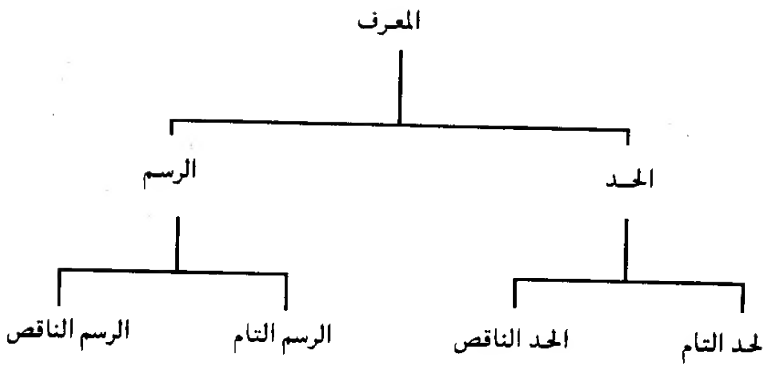 المعرف
الحد
الرسم
لحد التام
الحد الناقص
الرسم التام
الرسم الناقص